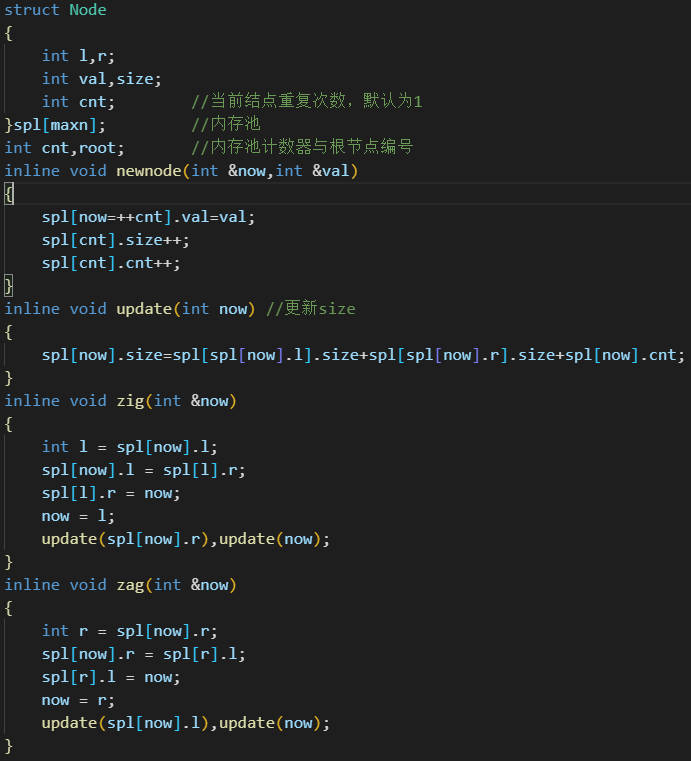 struct Node
{
    int l,r;
    int val,size;
    int cnt;        //当前结点重复次数，默认为1
}spl[maxn];         //内存池
int cnt,root;       //内存池计数器与根节点编号
inline void newnode(int &now,int &val)
{
    spl[now=++cnt].val=val;
    spl[cnt].size++;
    spl[cnt].cnt++;
}
inline void update(int now) //更新size
{
    spl[now].size=spl[spl[now].l].size+spl[spl[now].r].size+spl[now].cnt;
}
inline void zig(int &now)
{
    int l = spl[now].l;
    spl[now].l = spl[l].r;
    spl[l].r = now;
    now = l;
    update(spl[now].r),update(now);
}
inline void zag(int &now)
{
    int r = spl[now].r;
    spl[now].r = spl[r].l;
    spl[r].l = now;
    now = r;
    update(spl[now].l),update(now);
}